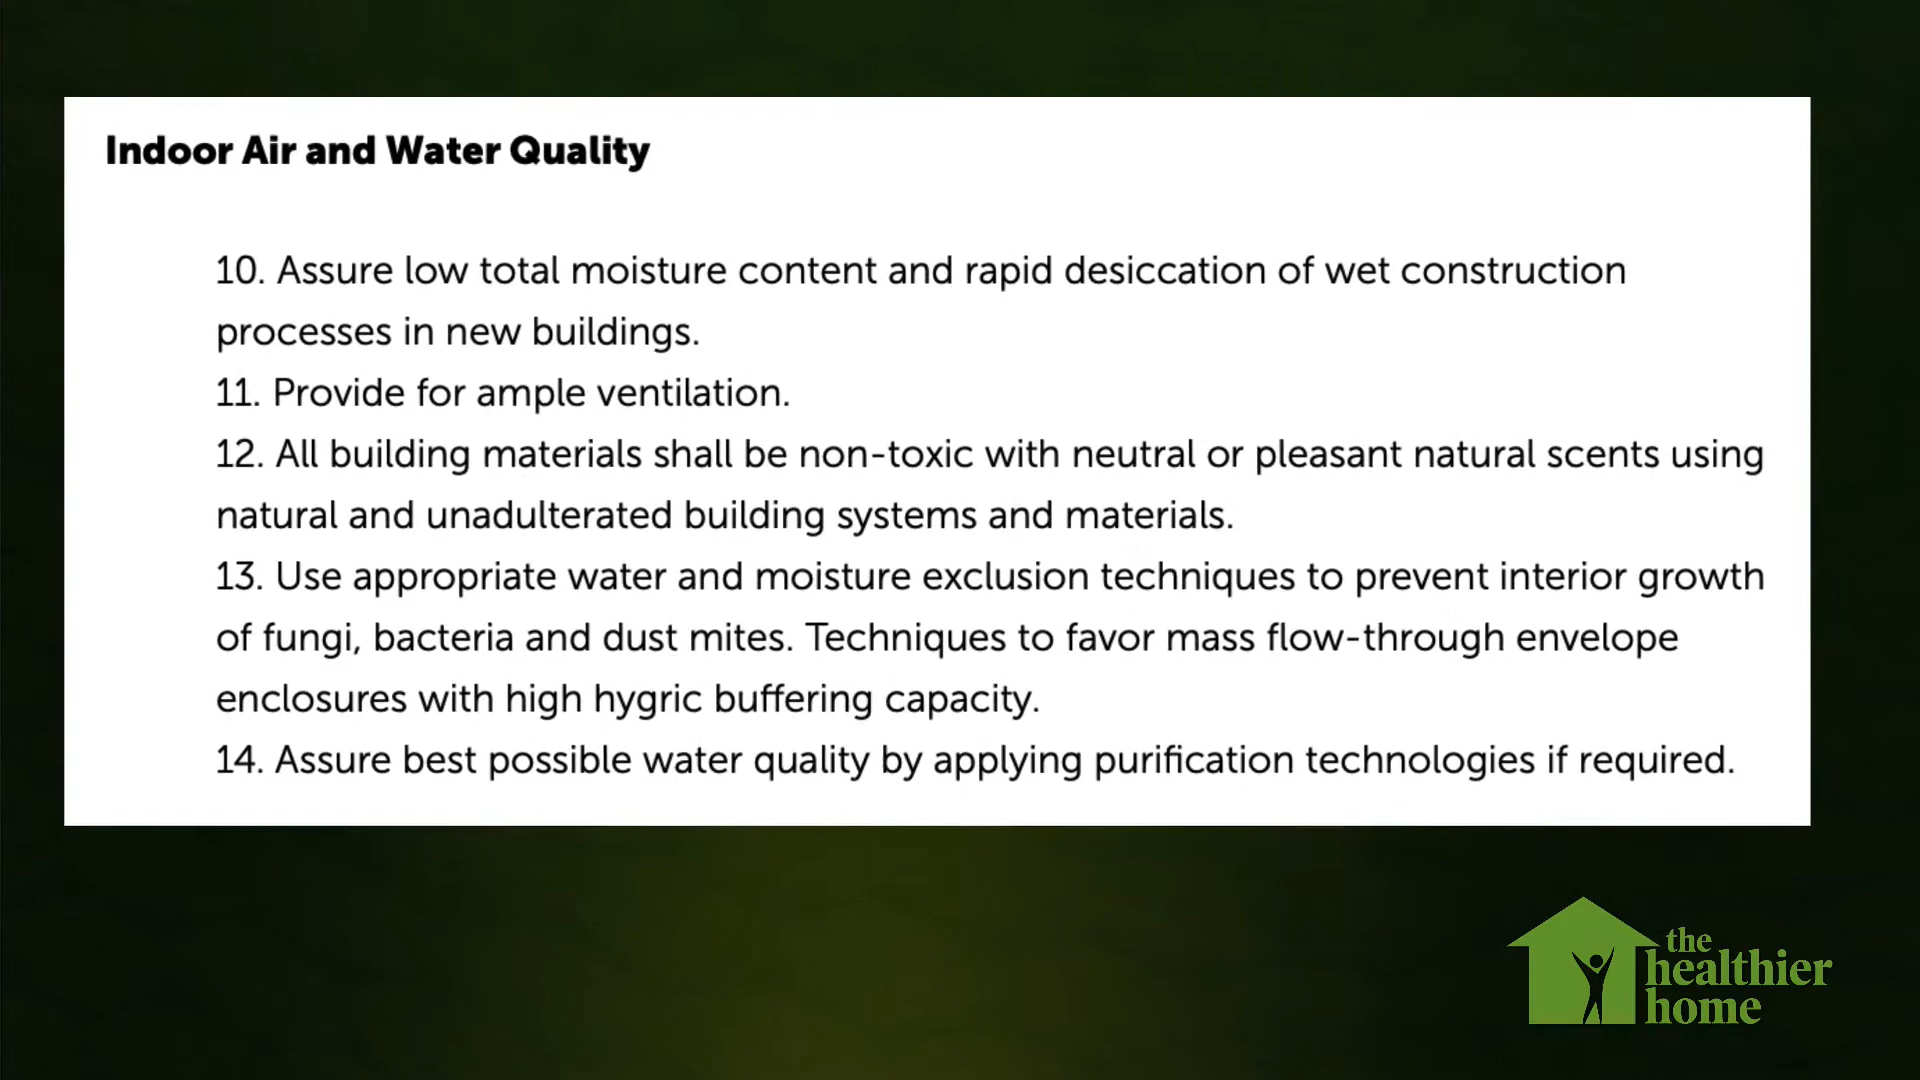 Indoor Air and Water Quality
10. Assure low total moisture content and rapid desiccation of wet construction
processes in new buildings.
11. Provide for ample ventilation.
12. All building materials shall be non-toxic with neutral or pleasant natural scents using
natural and unadulterated building systems and materials.
13. Use appropriate water and moisture exclusion techniques to prevent interior growth
of fungi, bacteria and dust mites. Techniques to favor mass flow-through envelope
enclosures with high hygric buffering capacity.
14. Assure best possible water quality by applying purification technologies if required.
the
healthier
home